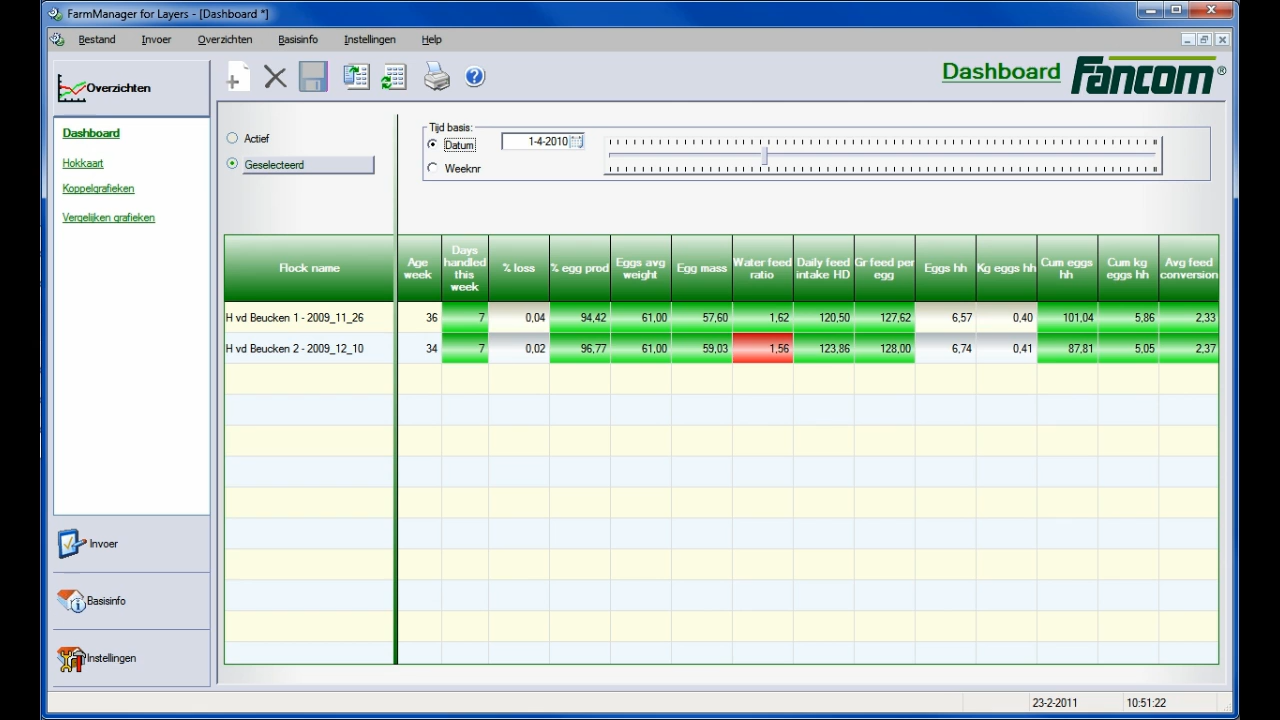 FarmManager for Layers - [Dashboard *]
Bestand Invoer Overzichten Basisinfo Instellingen Help
Overzichten
Dashboard Fancom®
Dashboard
Hokkaart
Koppelgrafieken
Vergelijken grafieken
Actief
Geselecteerd
Tijd basis:
Datum 1-4-2010
Weeknr
Flock name Age week Days handled this week % loss % egg prod Eggs avg weight Egg mass Water feed ratio Daily feed intake HD Gr feed per egg Eggs hh Kg eggs hh Cum eggs hh Cum kg eggs hh Avg feed conversion
H vd Beucken 1 - 2009_11_26 36 7 0,04 94,42 61,00 57,60 1,62 120,50 127,62 6,57 0,40 101,04 5,86 2,33
H vd Beucken 2 - 2009_12_10 34 7 0,02 96,77 61,00 59,03 1,56 123,86 128,00 6,74 0,41 87,81 5,05 2,37
Invoer
Basisinfo
Instellingen
23-2-2011 10:51:22